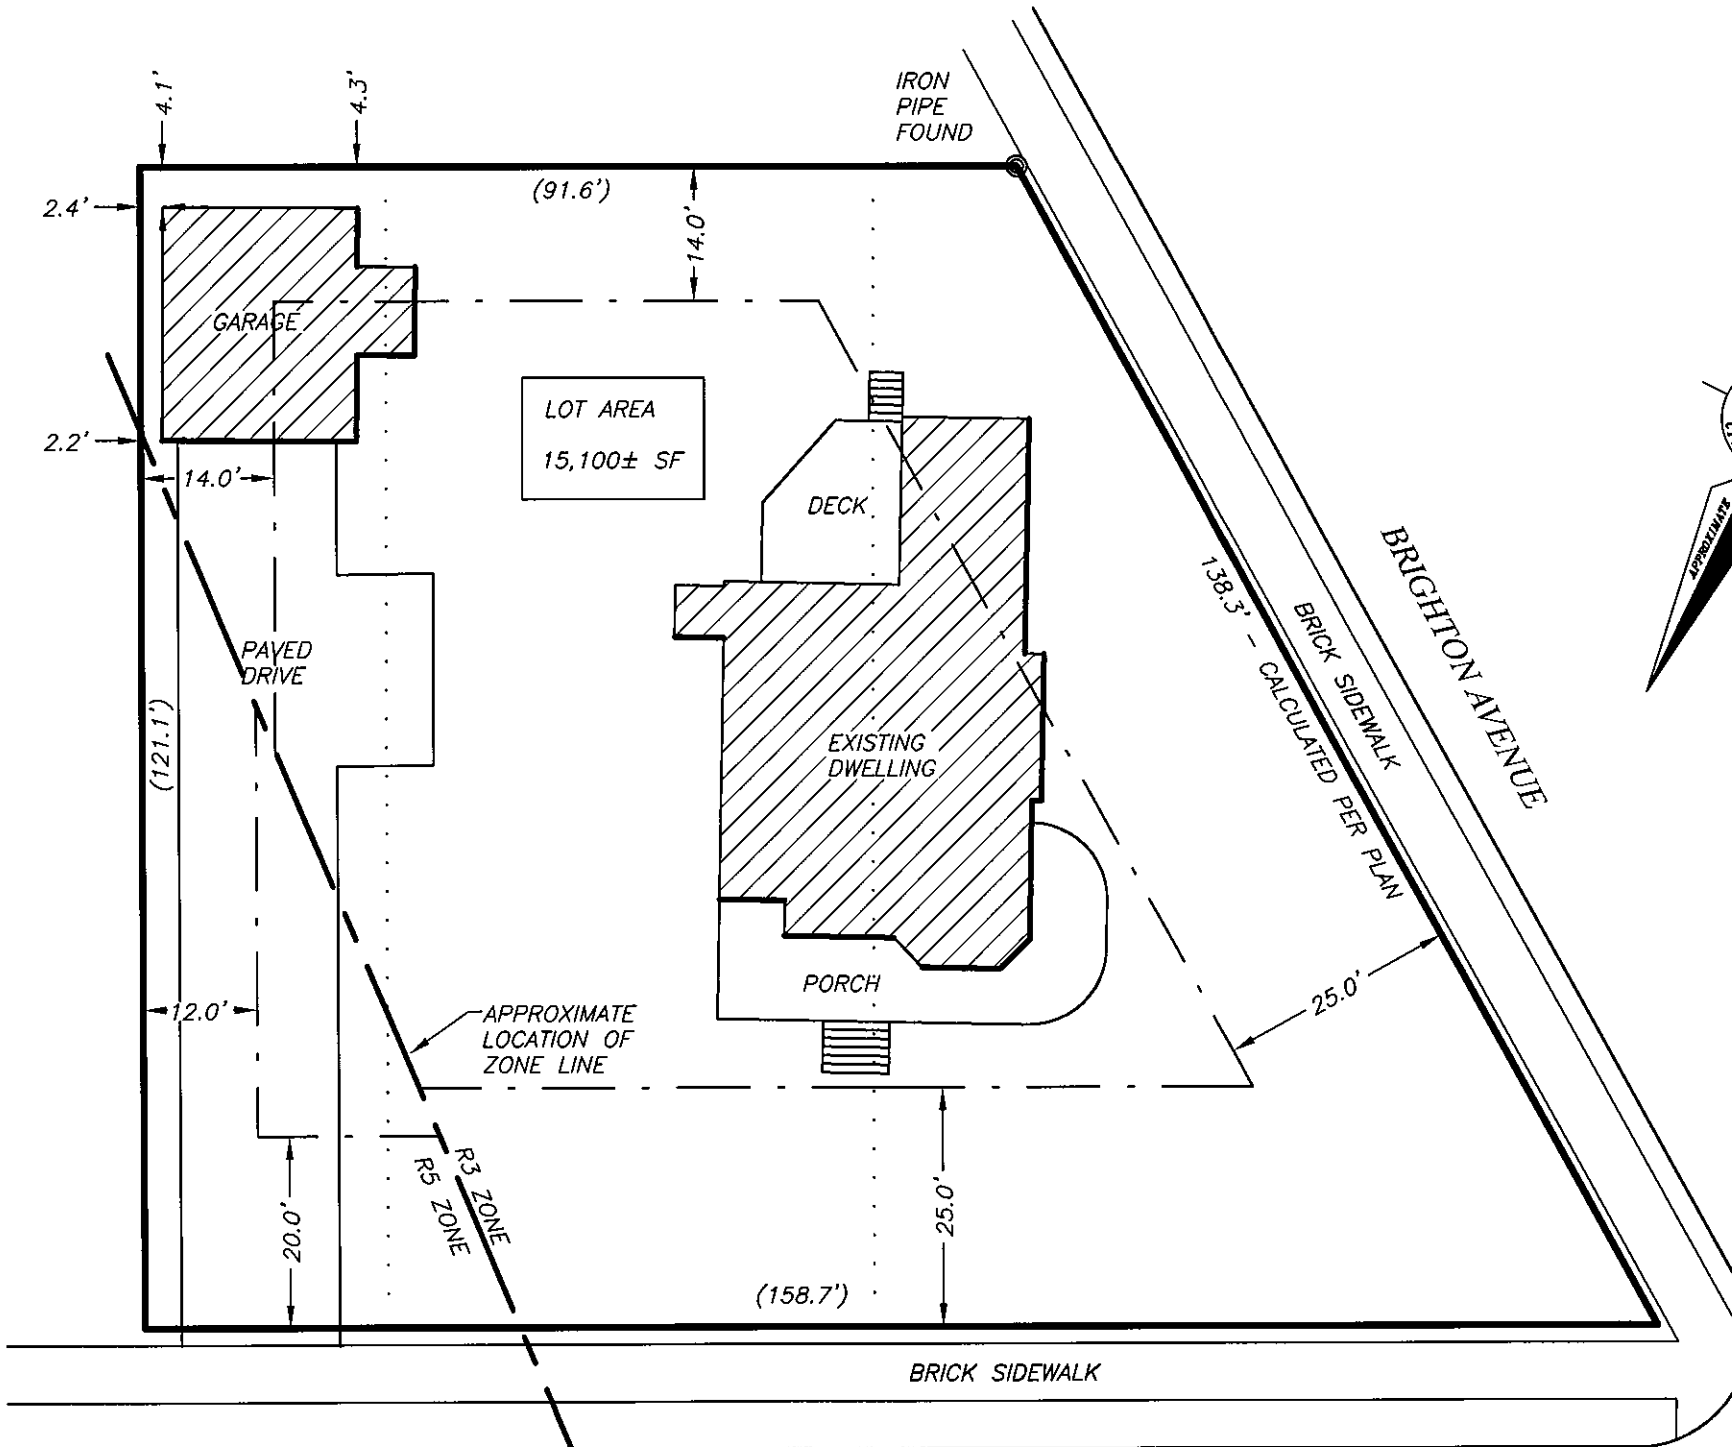 4.1'
4.3'
IRON
PIPE
FOUND
(91.6')
2.4'
14.0'
GARAGE
LOT AREA
15,100± SF
2.2'
14.0'
DECK
APPROXIMATE
BRIGHTON AVENUE
138.3' - CALCULATED PER PLAN
BRICK SIDEWALK
PAVED
DRIVE
(121.1')
EXISTING
DWELLING
PORCH
12.0'
APPROXIMATE
LOCATION OF
ZONE LINE
25.0'
R3 ZONE
R5 ZONE
20.0'
25.0'
(158.7')
BRICK SIDEWALK